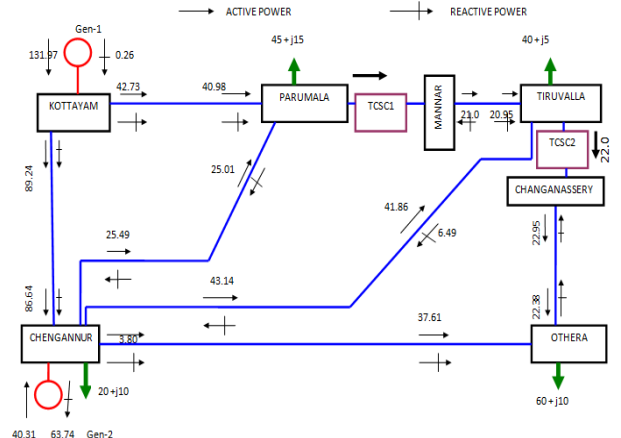 ACTIVE POWER
REACTIVE POWER
Gen-1
131.97
0.26
45 + j15
40 + j5
42.73
40.98
KOTTAYAM
PARUMALA
TCSC1
MANNAR
21.0
20.95
TIRUVALLA
TCSC2
22.0
CHANGANASSERY
89.24
25.01
41.86
6.49
22.95
25.49
43.14
86.64
22.38
37.61
CHENGANNUR
3.80
OTHERA
20 +j10
60 + j10
40.31
63.74
Gen-2